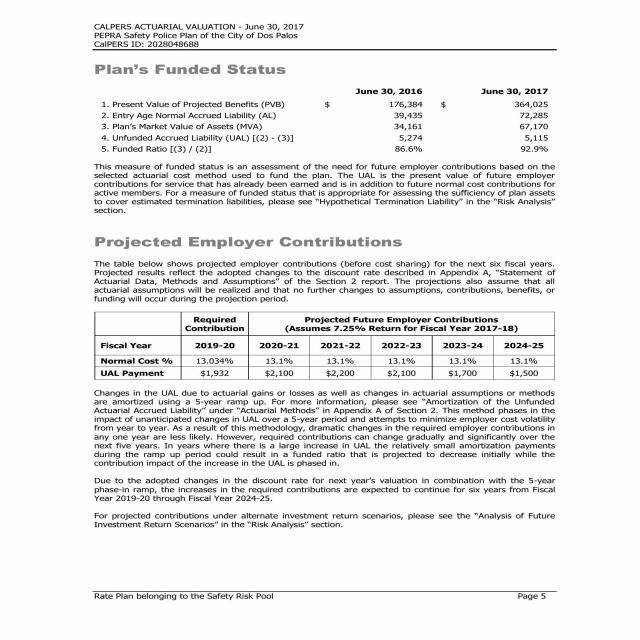 CALPERS ACTUARIAL VALUATION - June 30, 2017
PEPRA Safety Police Plan of the City of Dos Palos
CalPERS ID: 2028048688
Plan's Funded Status
June 30, 2016 June 30, 2017
1. Present Value of Projected Benefits (PVB) $ 176,384 $ 364,025
2. Entry Age Normal Accrued Liability (AL) 39,435 72,285
3. Plan's Market Value of Assets (MVA) 34,161 67,170
4. Unfunded Accrued Liability (UAL) [(2) - (3)] 5,274 5,115
5. Funded Ratio [(3) / (2)] 86.6% 92.9%
This measure of funded status is an assessment of the need for future employer contributions based on the
selected actuarial cost method used to fund the plan. The UAL is the present value of future employer
contributions for service that has already been earned and is in addition to future normal cost contributions for
active members. For a measure of funded status that is appropriate for assessing the sufficiency of plan assets
to cover estimated termination liabilities, please see "Hypothetical Termination Liability" in the "Risk Analysis"
section.
Projected Employer Contributions
The table below shows projected employer contributions (before cost sharing) for the next six fiscal years.
Projected results reflect the adopted changes to the discount rate described in Appendix A, "Statement of
Actuarial Data, Methods and Assumptions" of the Section 2 report. The projections also assume that all
actuarial assumptions will be realized and that no further changes to assumptions, contributions, benefits, or
funding will occur during the projection period.
Required Projected Future Employer Contributions
Contribution (Assumes 7.25% Return for Fiscal Year 2017-18)
Fiscal Year 2019-20 2020-21 2021-22 2022-23 2023-24 2024-25
Normal Cost % 13.034% 13.1% 13.1% 13.1% 13.1% 13.1%
UAL Payment $1,932 $2,100 $2,200 $2,100 $1,700 $1,500
Changes in the UAL due to actuarial gains or losses as well as changes in actuarial assumptions or methods
are amortized using a 5-year ramp up. For more information, please see "Amortization of the Unfunded
Actuarial Accrued Liability" under "Actuarial Methods" in Appendix A of Section 2. This method phases in the
impact of unanticipated changes in UAL over a 5-year period and attempts to minimize employer cost volatility
from year to year. As a result of this methodology, dramatic changes in the required employer contributions in
any one year are less likely. However, required contributions can change gradually and significantly over the
next five years. In years where there is a large increase in UAL the relatively small amortization payments
during the ramp up period could result in a funded ratio that is projected to decrease initially while the
contribution impact of the increase in the UAL is phased in.
Due to the adopted changes in the discount rate for next year's valuation in combination with the 5-year
phase-in ramp, the increases in the required contributions are expected to continue for six years from Fiscal
Year 2019-20 through Fiscal Year 2024-25.
For projected contributions under alternate investment return scenarios, please see the "Analysis of Future
Investment Return Scenarios" in the "Risk Analysis" section.
Rate Plan belonging to the Safety Risk Pool Page 5